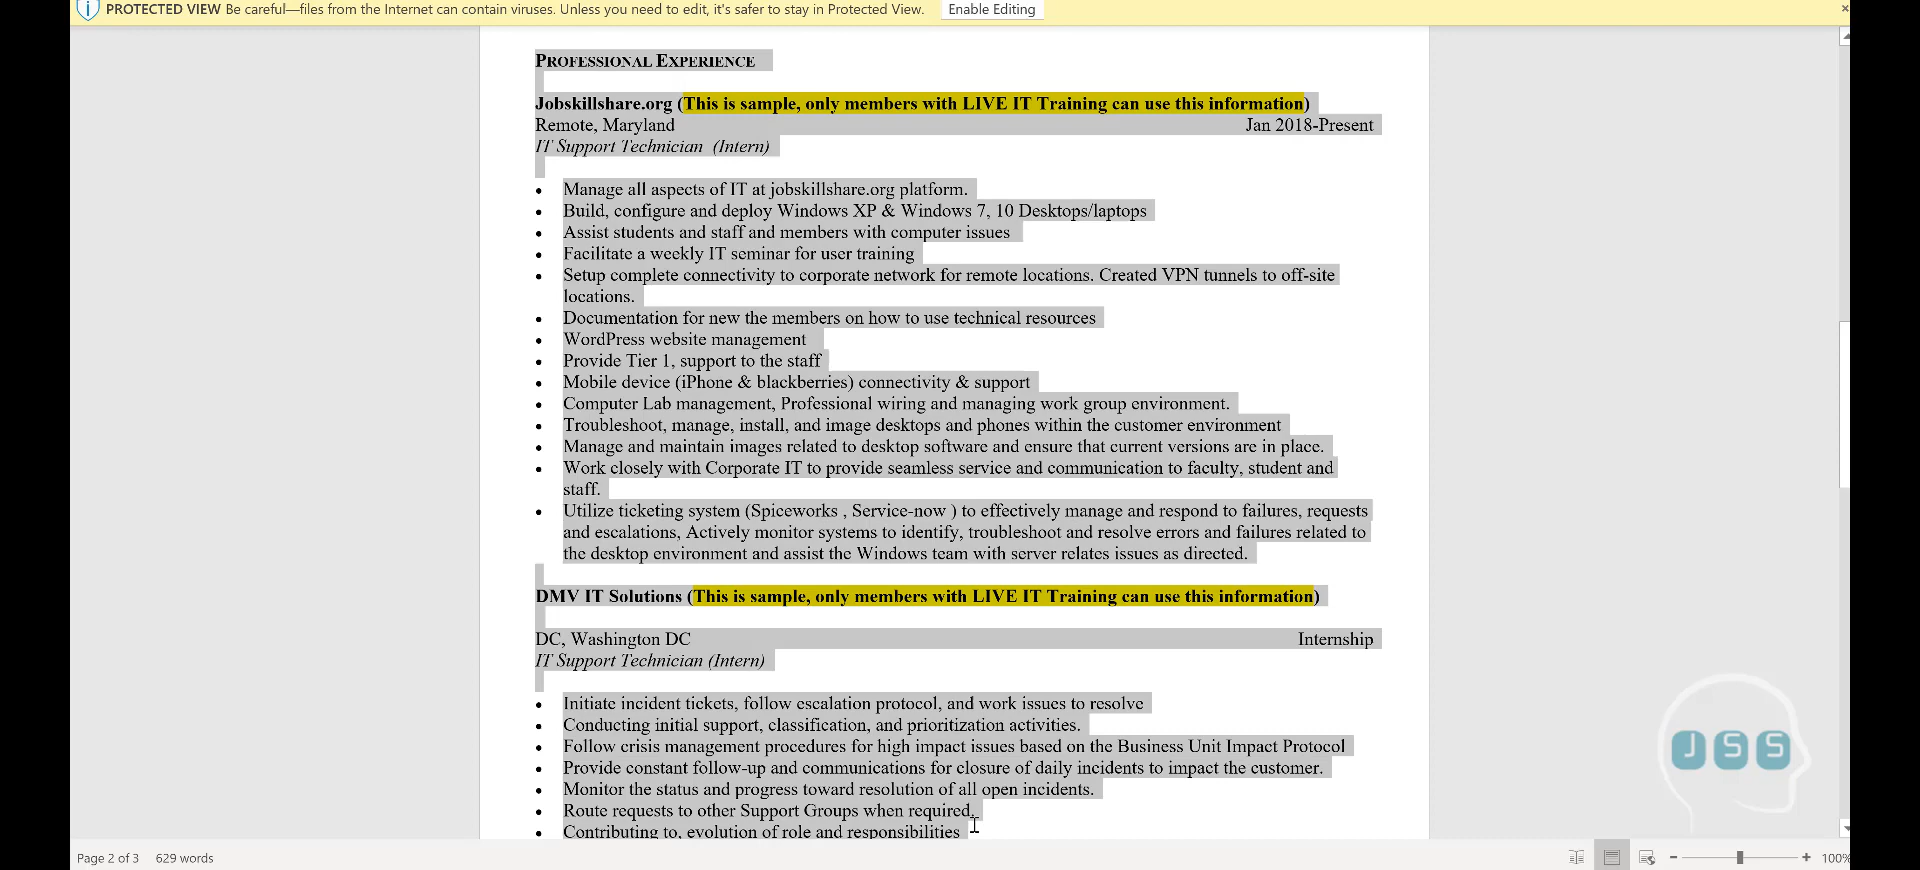 PROTECTED VIEW Be careful—files from the Internet can contain viruses. Unless you need to edit, it's safer to stay in Protected View. Enable Editing
PROFESSIONAL EXPERIENCE
Jobskillshare.org (This is sample, only members with LIVE IT Training can use this information)
Remote, Maryland Jan 2018-Present
IT Support Technician (Intern)
• Manage all aspects of IT at jobskillshare.org platform.
• Build, configure and deploy Windows XP & Windows 7, 10 Desktops/laptops
• Assist students and staff and members with computer issues
• Facilitate a weekly IT seminar for user training
• Setup complete connectivity to corporate network for remote locations. Created VPN tunnels to off-site
locations.
• Documentation for new the members on how to use technical resources
• WordPress website management
• Provide Tier 1, support to the staff
• Mobile device (iPhone & blackberries) connectivity & support
• Computer Lab management, Professional wiring and managing work group environment.
• Troubleshoot, manage, install, and image desktops and phones within the customer environment
• Manage and maintain images related to desktop software and ensure that current versions are in place.
• Work closely with Corporate IT to provide seamless service and communication to faculty, student and
staff.
• Utilize ticketing system (Spiceworks , Service-now ) to effectively manage and respond to failures, requests
and escalations, Actively monitor systems to identify, troubleshoot and resolve errors and failures related to
the desktop environment and assist the Windows team with server relates issues as directed.
DMV IT Solutions (This is sample, only members with LIVE IT Training can use this information)
DC, Washington DC Internship
IT Support Technician (Intern)
• Initiate incident tickets, follow escalation protocol, and work issues to resolve
• Conducting initial support, classification, and prioritization activities.
• Follow crisis management procedures for high impact issues based on the Business Unit Impact Protocol
• Provide constant follow-up and communications for closure of daily incidents to impact the customer.
• Monitor the status and progress toward resolution of all open incidents.
• Route requests to other Support Groups when required.
• Contributing to, evolution of role and responsibilities
JSS
Page 2 of 3 629 words 100%